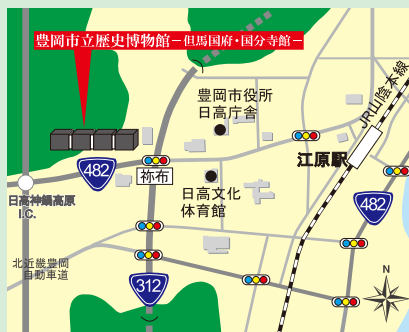 豊岡市立歴史博物館－但馬国府・国分寺館－
豊岡市役所
日高庁舎
JR山陰本線
江原駅
482
祢布
日高神鍋高原
I.C.
日高文化
体育館
482
北近畿豊岡
自動車道
312
N